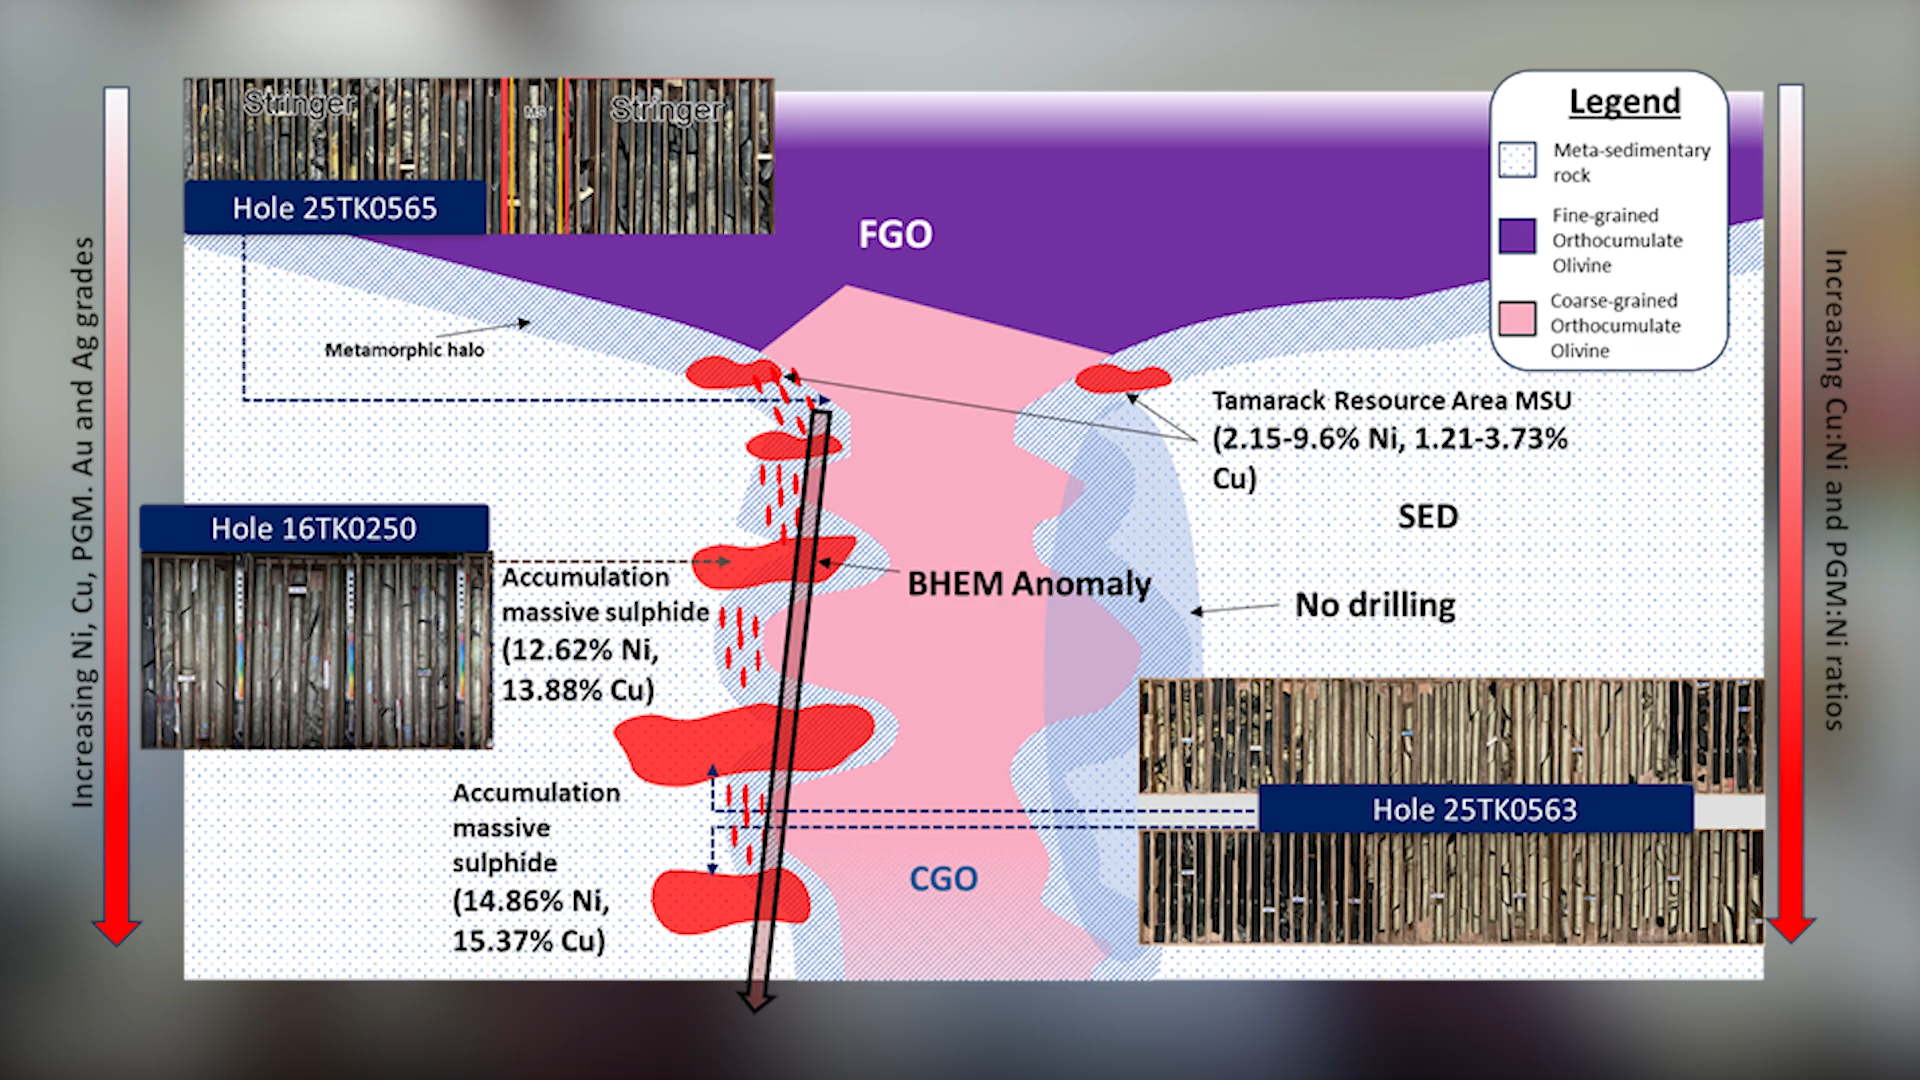 Stringer
MS
Stringer
Hole 25TK0565
Legend
Meta-sedimentary
rock
Fine-grained
Orthocumulate
Olivine
Coarse-grained
Orthocumulate
Olivine
FGO
Metamorphic halo
Increasing Ni, Cu, PGM. Au and Ag grades
Increasing Cu:Ni and PGM:Ni ratios
Tamarack Resource Area MSU
(2.15-9.6% Ni, 1.21-3.73%
Cu)
SED
Hole 16TK0250
Accumulation
massive sulphide
(12.62% Ni,
13.88% Cu)
BHEM Anomaly
No drilling
Accumulation
massive
sulphide
(14.86% Ni,
15.37% Cu)
Hole 25TK0563
CGO